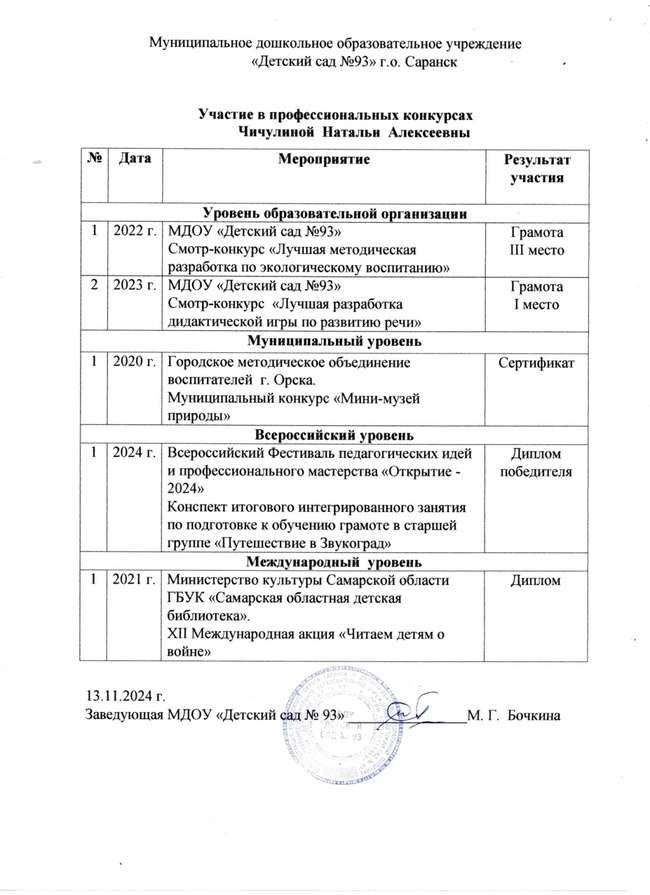 Муниципальное дошкольное образовательное учреждение
«Детский сад №93» г.о. Саранск
Участие в профессиональных конкурсах
Чичулиной Натальи Алексеевны
№ Дата Мероприятие Результат
участия
Уровень образовательной организации
1 2022 г. МДОУ «Детский сад №93» Грамота
Смотр-конкурс «Лучшая методическая III место
разработка по экологическому воспитанию»
2 2023 г. МДОУ «Детский сад №93» Грамота
Смотр-конкурс «Лучшая разработка I место
дидактической игры по развитию речи»
Муниципальный уровень
1 2020 г. Городское методическое объединение Сертификат
воспитателей г. Орска.
Муниципальный конкурс «Мини-музей
природы»
Всероссийский уровень
1 2024 г. Всероссийский Фестиваль педагогических идей Диплом
и профессионального мастерства «Открытие - победителя
2024»
Конспект итогового интегрированного занятия
по подготовке к обучению грамоте в старшей
группе «Путешествие в Звукоград»
Международный уровень
1 2021 г. Министерство культуры Самарской области Диплом
ГБУК «Самарская областная детская
библиотека».
XII Международная акция «Читаем детям о
войне»
13.11.2024 г.
Заведующая МДОУ «Детский сад № 93» М. Г. Бочкина